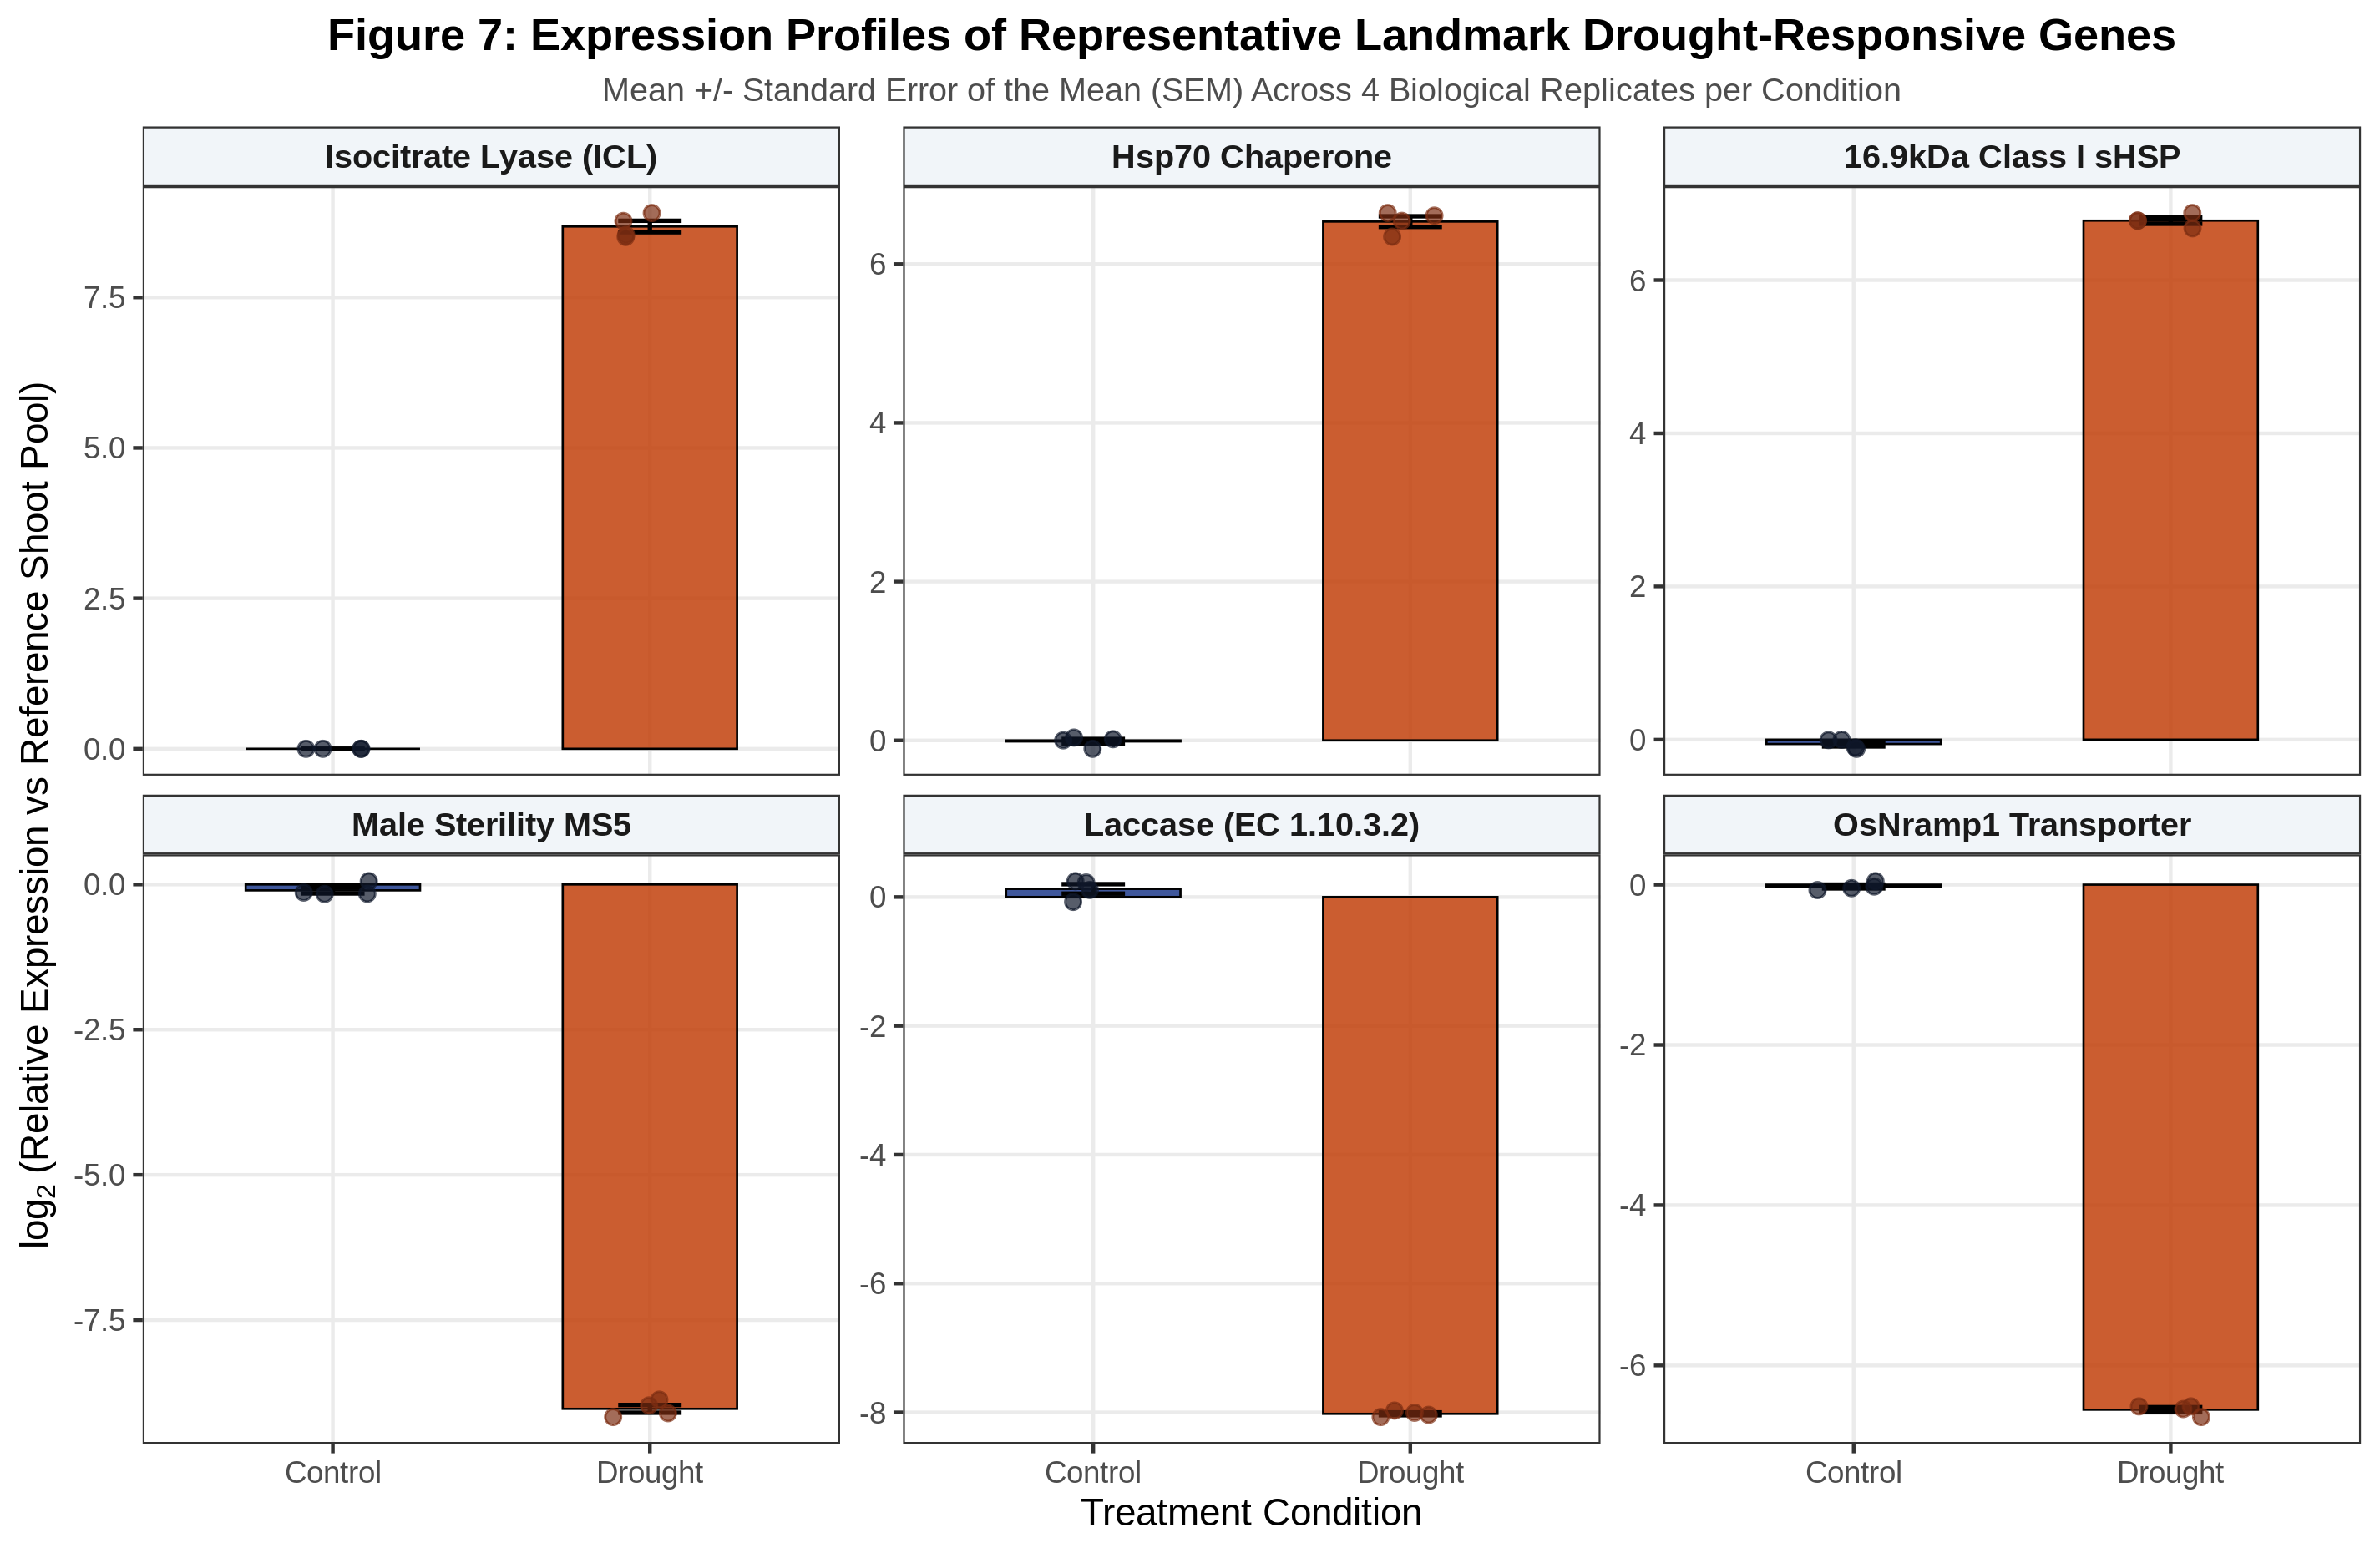 Figure 7: Expression Profiles of Representative Landmark Drought-Responsive Genes
Mean +/- Standard Error of the Mean (SEM) Across 4 Biological Replicates per Condition
log₂ (Relative Expression vs Reference Shoot Pool)
Isocitrate Lyase (ICL)
7.5
5.0
2.5
0.0
Hsp70 Chaperone
6
4
2
0
16.9kDa Class I sHSP
6
4
2
0
Male Sterility MS5
0.0
-2.5
-5.0
-7.5
Control Drought
Laccase (EC 1.10.3.2)
0
-2
-4
-6
-8
Control Drought
OsNramp1 Transporter
0
-2
-4
-6
Control Drought
Treatment Condition